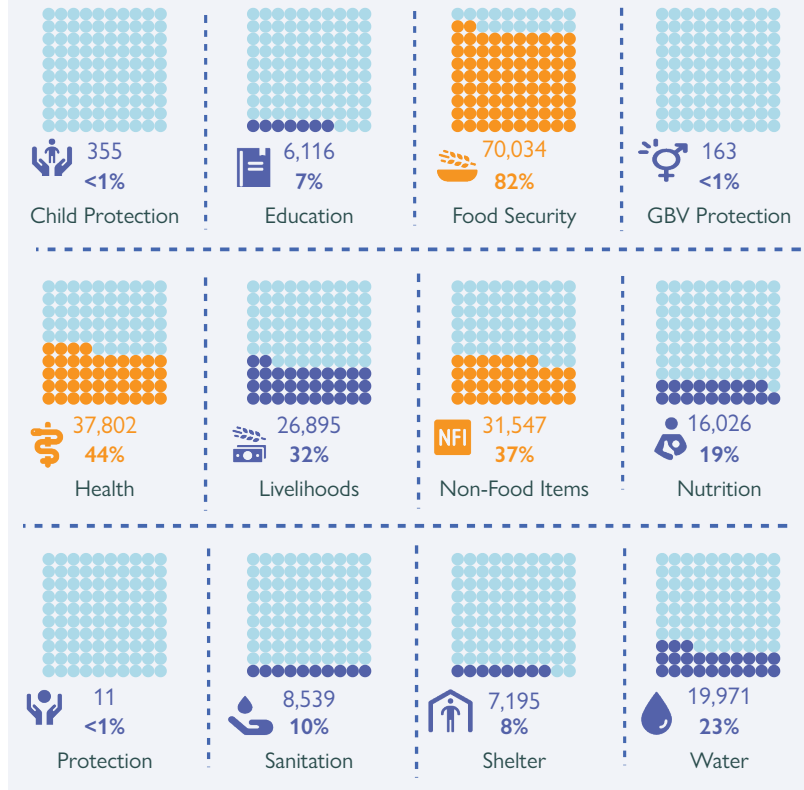 355
<1%
Child Protection
6,116
7%
Education
70,034
82%
Food Security
163
<1%
GBV Protection
37,802
44%
Health
26,895
32%
Livelihoods
NFI
31,547
37%
Non-Food Items
16,026
19%
Nutrition
11
<1%
Protection
8,539
10%
Sanitation
7,195
8%
Shelter
19,971
23%
Water